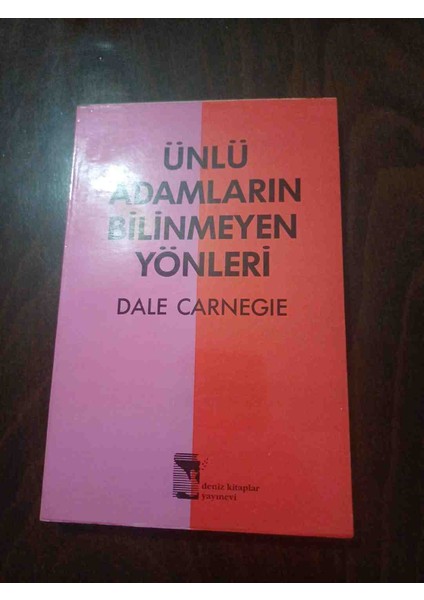 ÜNLÜ
ADAMLARIN
BİLİNMEYEN
YÖNLERİ
DALE CARNEGIE
deniz kitaplar
yayınevi